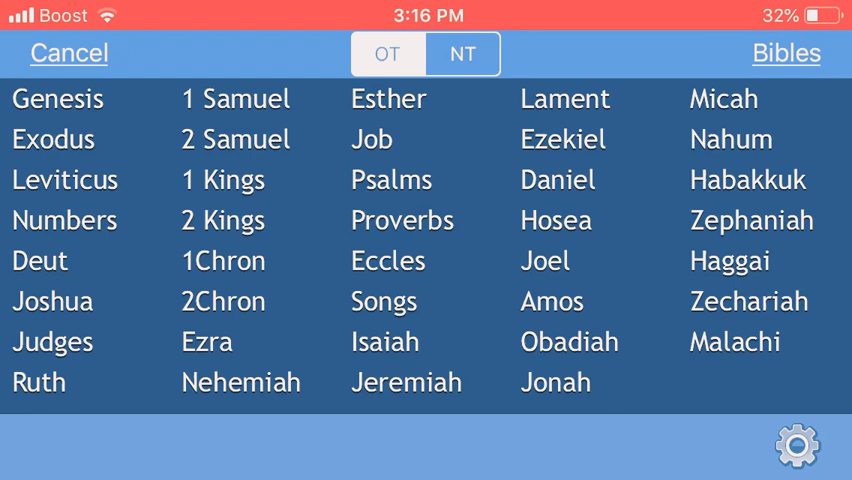 Boost 3:16 PM 32%
Cancel OT NT Bibles
Genesis 1 Samuel Esther Lament Micah
Exodus 2 Samuel Job Ezekiel Nahum
Leviticus 1 Kings Psalms Daniel Habakkuk
Numbers 2 Kings Proverbs Hosea Zephaniah
Deut 1Chron Eccles Joel Haggai
Joshua 2Chron Songs Amos Zechariah
Judges Ezra Isaiah Obadiah Malachi
Ruth Nehemiah Jeremiah Jonah